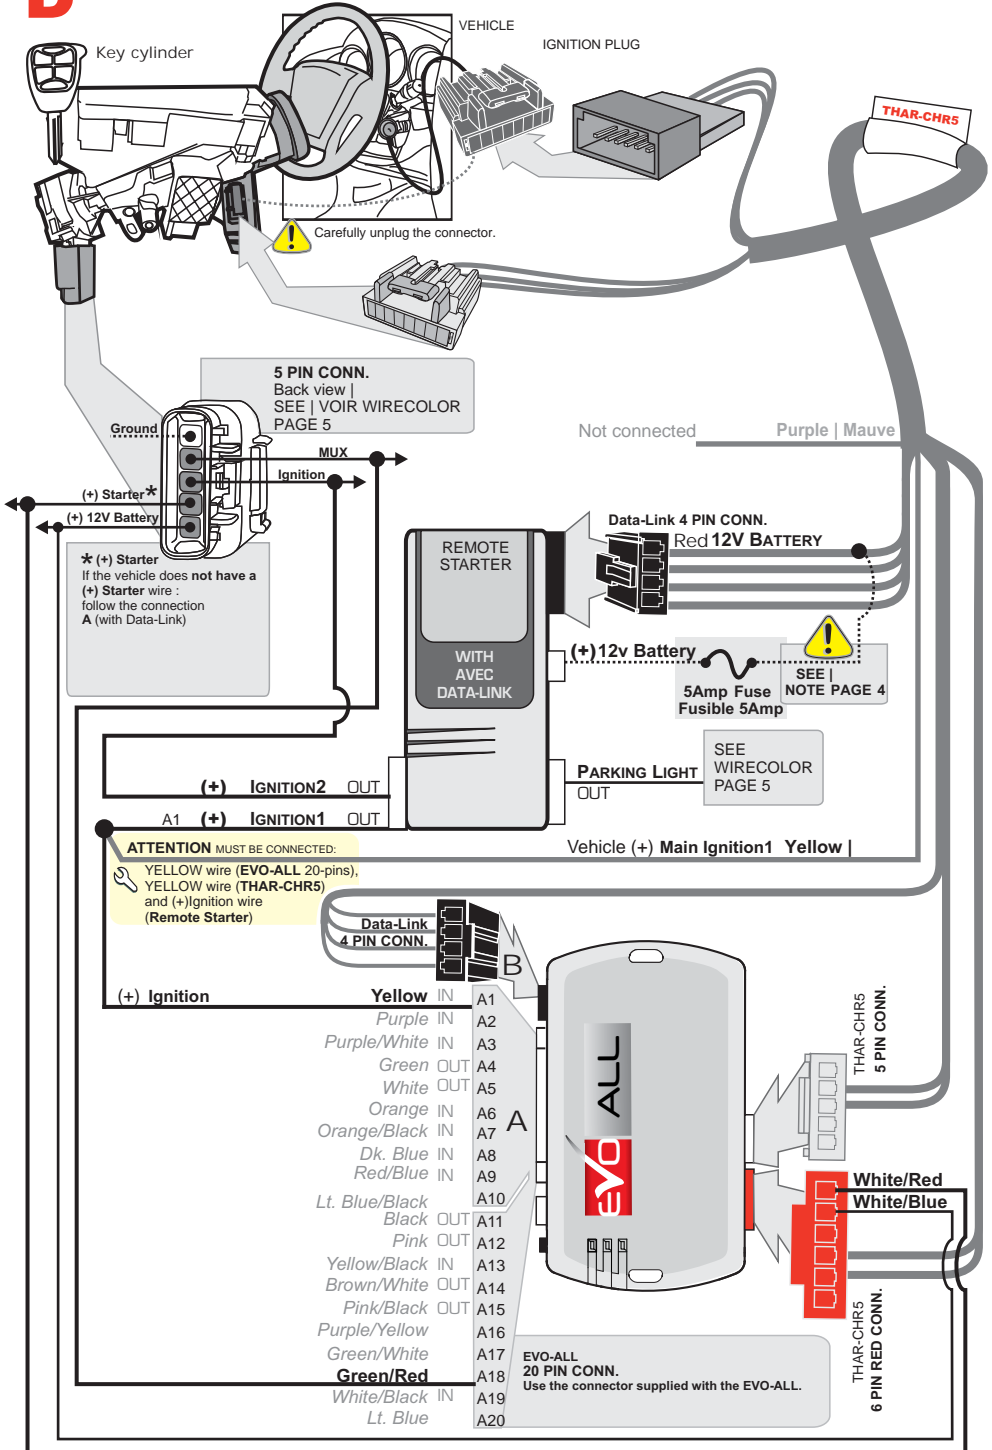 VEHICLE
IGNITION PLUG
Key cylinder
THAR-CHR5
Carefully unplug the connector.
5 PIN CONN.
Back view |
SEE | VOIR WIRECOLOR
PAGE 5
Ground
MUX
Ignition
(+) Starter*
(+) 12V Battery
* (+) Starter
If the vehicle does not have a
(+) Starter wire :
follow the connection
A (with Data-Link)
Not connected
Purple | Mauve
REMOTE
STARTER
WITH
AVEC
DATA-LINK
Data-Link 4 PIN CONN.
Red 12V BATTERY
(+)12v Battery
5Amp Fuse
Fusible 5Amp
SEE |
NOTE PAGE 4
PARKING LIGHT
OUT
SEE
WIRECOLOR
PAGE 5
(+) IGNITION2 OUT
A1 (+) IGNITION1 OUT
Vehicle (+) Main Ignition1 Yellow |
ATTENTION MUST BE CONNECTED:
YELLOW wire (EVO-ALL 20-pins),
YELLOW wire (THAR-CHR5)
and (+)Ignition wire
(Remote Starter)
Data-Link
4 PIN CONN.
B
(+) Ignition
Yellow IN A1
Purple IN A2
Purple/White IN A3
Green OUT A4
White OUT A5
Orange IN A6
Orange/Black IN A7
Dk. Blue IN A8
Red/Blue IN A9
Lt. Blue/Black A10
Black OUT A11
Pink OUT A12
Yellow/Black IN A13
Brown/White OUT A14
Pink/Black OUT A15
Purple/Yellow A16
Green/White A17
Green/Red A18
White/Black IN A19
Lt. Blue A20
A
EVO ALL
THAR-CHR5
5 PIN CONN.
White/Red
White/Blue
THAR-CHR5
6 PIN RED CONN.
EVO-ALL
20 PIN CONN.
Use the connector supplied with the EVO-ALL.